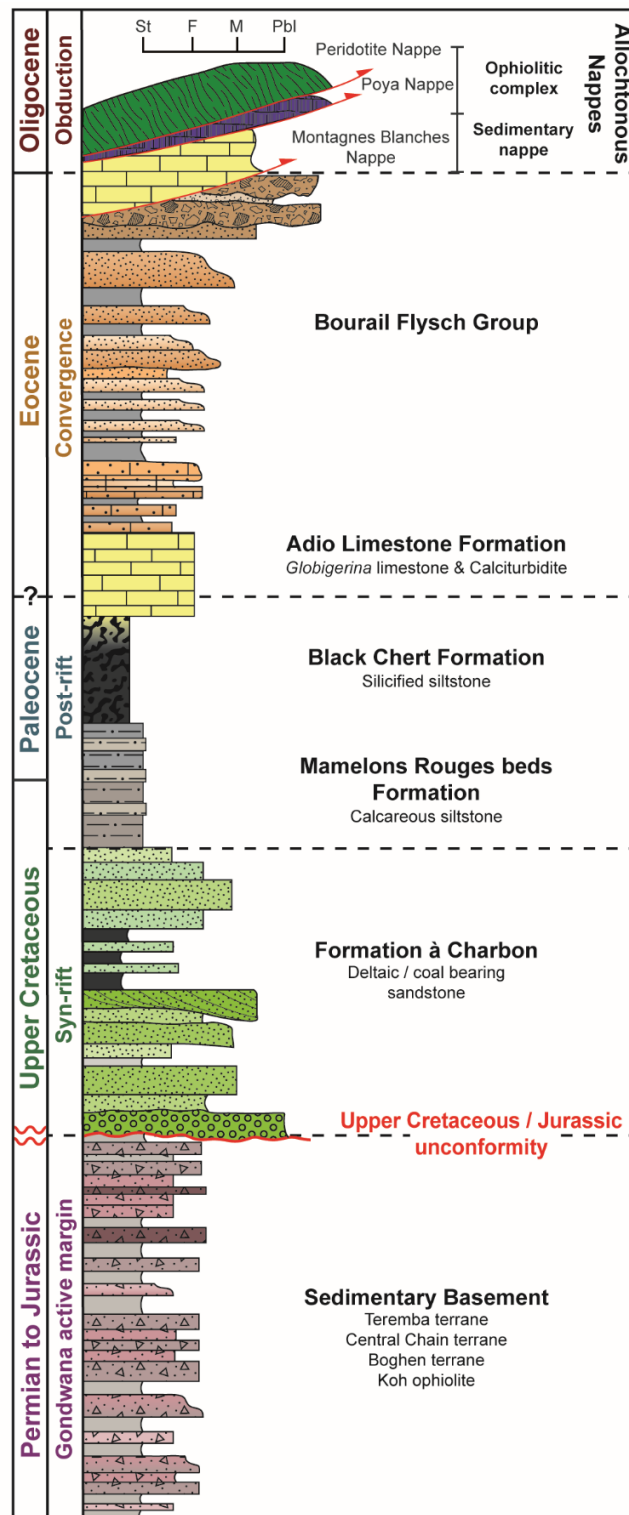 St F M Pbl
Peridotite Nappe
Poya Nappe
Montagnes Blanches
Nappe
Ophiolitic
complex
Sedimentary
nappe
Allochtonous
Nappes
Oligocene
Obduction
Eocene
Convergence
Bourail Flysch Group
Adio Limestone Formation
Globigerina limestone & Calciturbidite
?
Paleocene
Post-rift
Black Chert Formation
Silicified siltstone
Mamelons Rouges beds
Formation
Calcareous siltstone
Upper Cretaceous
Syn-rift
Formation à Charbon
Deltaic / coal bearing
sandstone
Upper Cretaceous / Jurassic
unconformity
Permian to Jurassic
Gondwana active margin
Sedimentary Basement
Teremba terrane
Central Chain terrane
Boghen terrane
Koh ophiolite